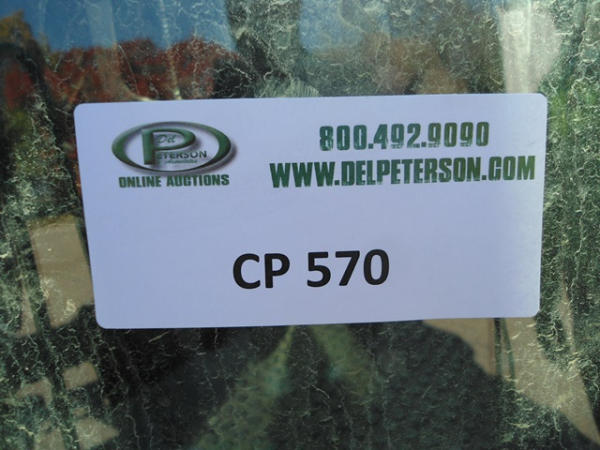 Del
PETERSON
ONLINE AUCTIONS
800.492.9090
WWW.DELPETERSON.COM
CP 570